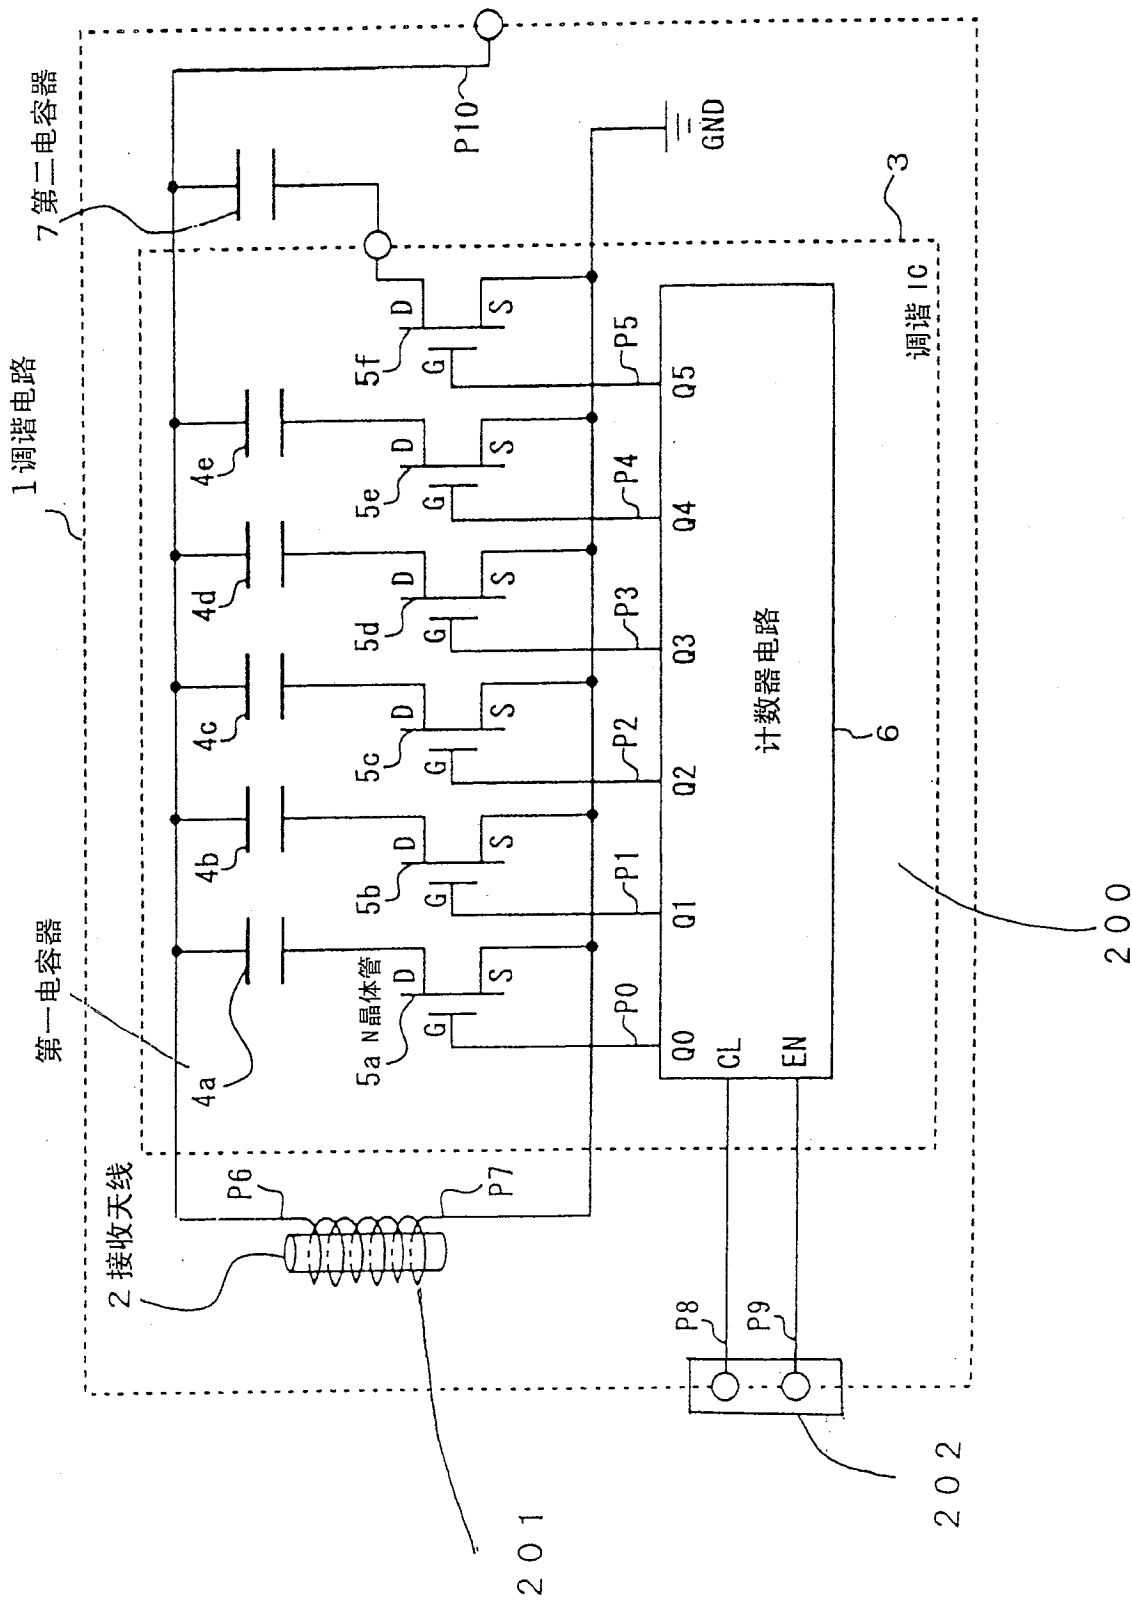 1调谐电路
第一电容器
7第二电容器
4a
4b
4c
4d
4e
2接收天线
P6
P7
P10
5a N晶体管
5b
5c
5d
5e
5f
G
D
S
G
D
S
G
D
S
G
D
S
G
D
S
G
D
S
GND
P0
P1
P2
P3
P4
P5
Q0
Q1
Q2
Q3
Q4
Q5
CL
EN
计数器电路
6
调谐IC
3
P8
P9
200
201
202